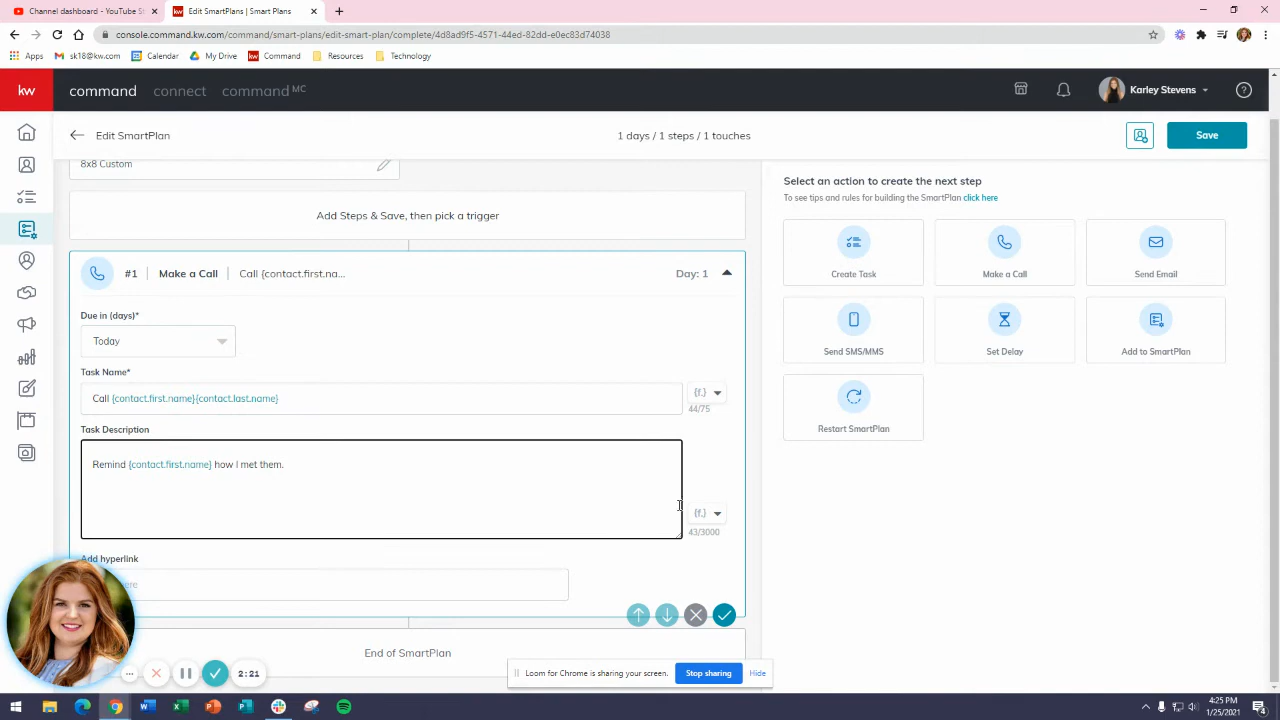 Channel dashboard - YouTube St
Edit SmartPlans | Smart Plans
console.command.kw.com/command/smart-plans/edit-smart-plan/complete/4d8ad9f5-4571-44ed-82dd-e0ec83d74038
Apps sk18@kw.com Calendar My Drive Command Resources Technology
kw command connect command MC Karley Stevens
Edit SmartPlan 1 days / 1 steps / 1 touches Save
8x8 Custom
Add Steps & Save, then pick a trigger
#1 Make a Call Call {contact.first.na... Day: 1
Due in (days)*
Today
Task Name*
Call {contact.first.name}{contact.last.name}
{f,}
44/75
Task Description
Remind {contact.first.name} how I met them.
{f,}
43/3000
Add hyperlink
here
End of SmartPlan
Select an action to create the next step
To see tips and rules for building the SmartPlan click here
Create Task Make a Call Send Email
Send SMS/MMS Set Delay Add to SmartPlan
Restart SmartPlan
2:21
Loom for Chrome is sharing your screen. Stop sharing Hide
4:25 PM
1/25/2021
4